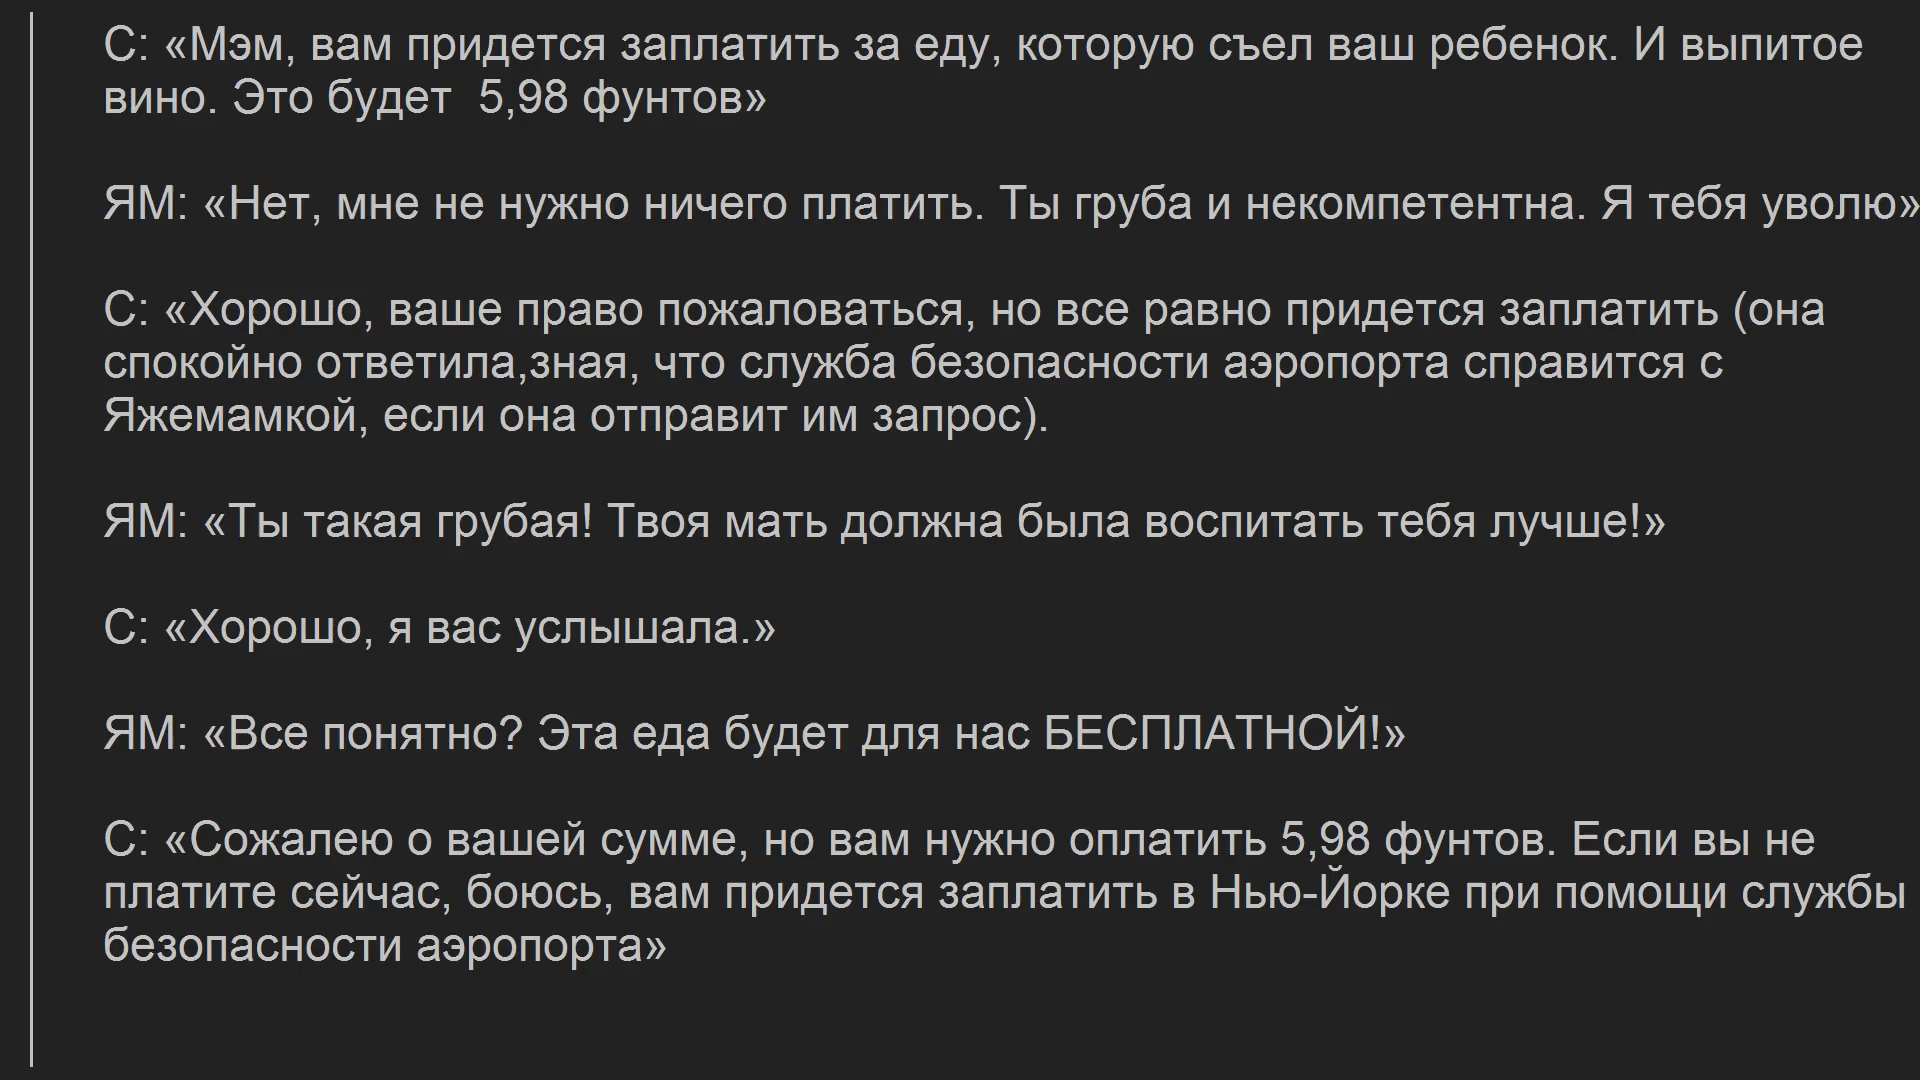 С: «Мэм, вам придется заплатить за еду, которую съел ваш ребенок. И выпитое
вино. Это будет  5,98 фунтов»
ЯМ: «Нет, мне не нужно ничего платить. Ты груба и некомпетентна. Я тебя уволю»
С: «Хорошо, ваше право пожаловаться, но все равно придется заплатить (она
спокойно ответила,зная, что служба безопасности аэропорта справится с
Яжемамкой, если она отправит им запрос).
ЯМ: «Ты такая грубая! Твоя мать должна была воспитать тебя лучше!»
С: «Хорошо, я вас услышала.»
ЯМ: «Все понятно? Эта еда будет для нас БЕСПЛАТНОЙ!»
С: «Сожалею о вашей сумме, но вам нужно оплатить 5,98 фунтов. Если вы не
платите сейчас, боюсь, вам придется заплатить в Нью-Йорке при помощи службы
безопасности аэропорта»